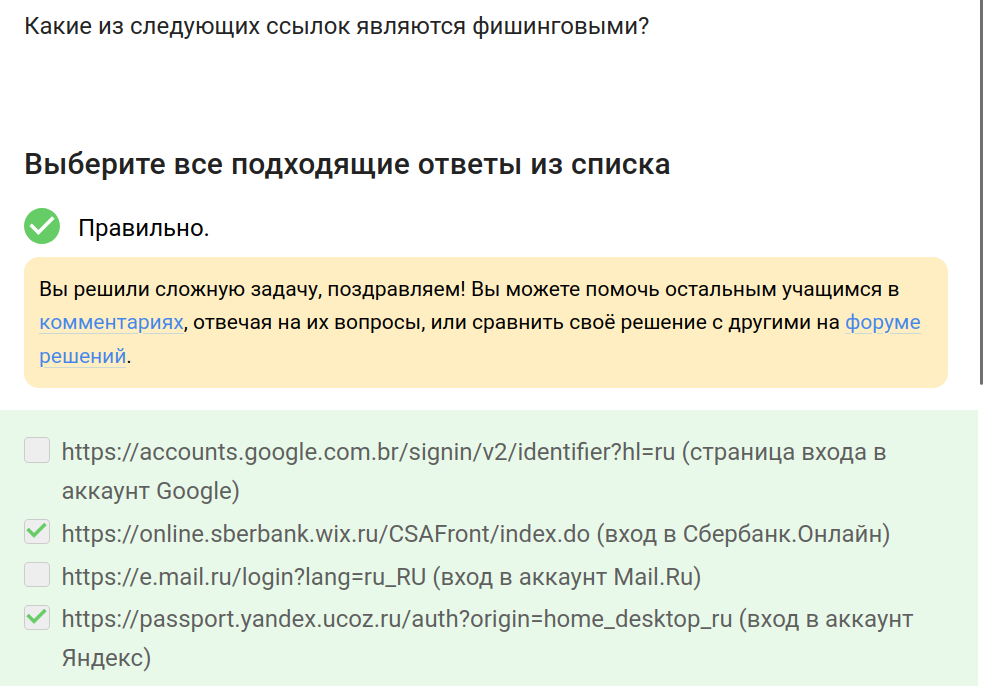 Какие из следующих ссылок являются фишинговыми?
Выберите все подходящие ответы из списка
Правильно.
Вы решили сложную задачу, поздравляем! Вы можете помочь остальным учащимся в
комментариях, отвечая на их вопросы, или сравнить своё решение с другими на форуме
решений.
https://accounts.google.com.br/signin/v2/identifier?hl=ru (страница входа в
аккаунт Google)
https://online.sberbank.wix.ru/CSAFront/index.do (вход в Сбербанк.Онлайн)
https://e.mail.ru/login?lang=ru_RU (вход в аккаунт Mail.Ru)
https://passport.yandex.ucoz.ru/auth?origin=home_desktop_ru (вход в аккаунт
Яндекс)